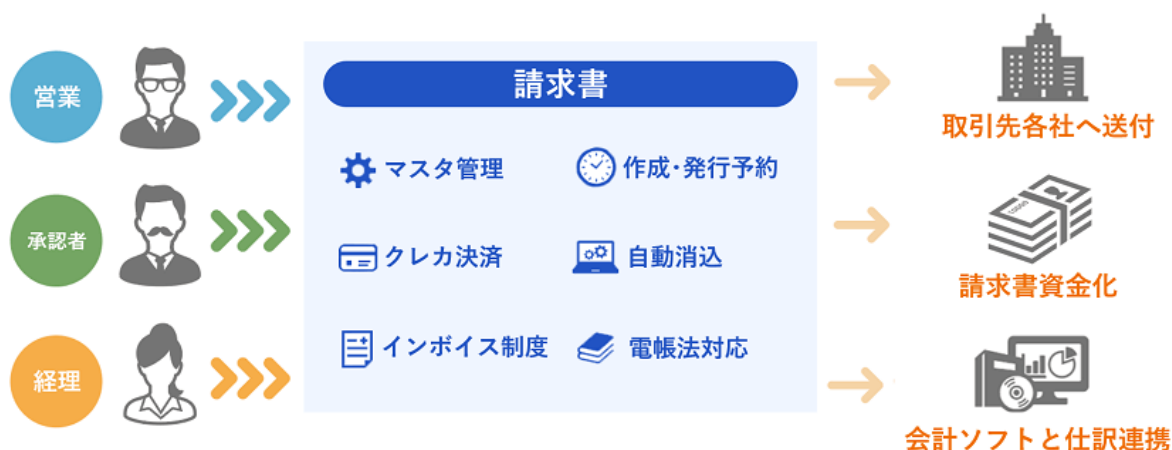 営業
承認者
経理
請求書
マスタ管理
作成・発行予約
クレカ決済
自動消込
インボイス制度
電帳法対応
取引先各社へ送付
請求書資金化
会計ソフトと仕訳連携